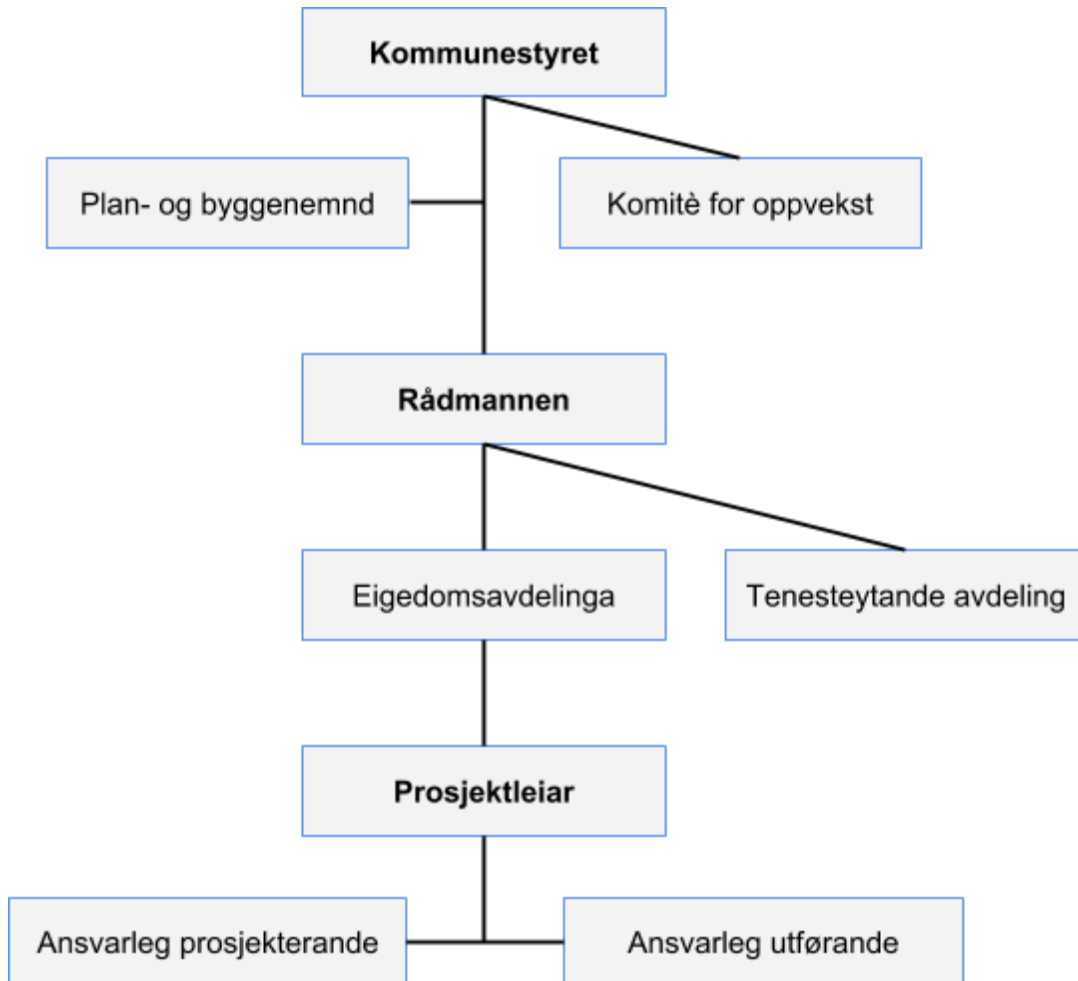 Kommunestyret
Plan- og byggenemnd
Komitè for oppvekst
Rådmannen
Eigedomsavdelinga
Tenesteytande avdeling
Prosjektleiar
Ansvarleg prosjekterande
Ansvarleg utførande